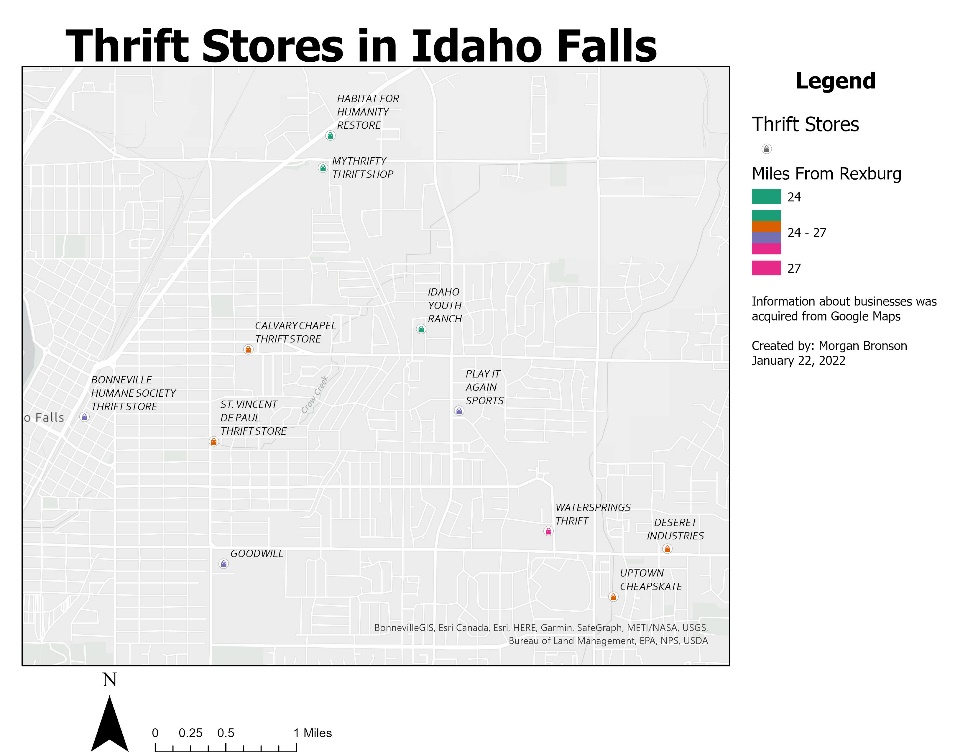 Thrift Stores in Idaho Falls
HABITAT FOR
HUMANITY
RESTORE
MYTHRIFTY
THRIFTSHOP
IDAHO
YOUTH
RANCH
CALVARY CHAPEL
THRIFT STORE
PLAY IT
AGAIN
SPORTS
BONNEVILLE
HUMANE SOCIETY
THRIFT STORE
o Falls
ST. VINCENT
DE PAUL
THRIFT STORE
Crow Creek
WATERSPRINGS
THRIFT
DESERET
INDUSTRIES
GOODWILL
UPTOWN
CHEAPSKATE
BonnevilleGIS, Esri Canada, Esri, HERE, Garmin, SafeGraph, METI/NASA, USGS,
Bureau of Land Management, EPA, NPS, USDA
Legend
Thrift Stores
Miles From Rexburg
24
24 - 27
27
Information about businesses was
acquired from Google Maps
Created by: Morgan Bronson
January 22, 2022
N
0 0.25 0.5 1 Miles